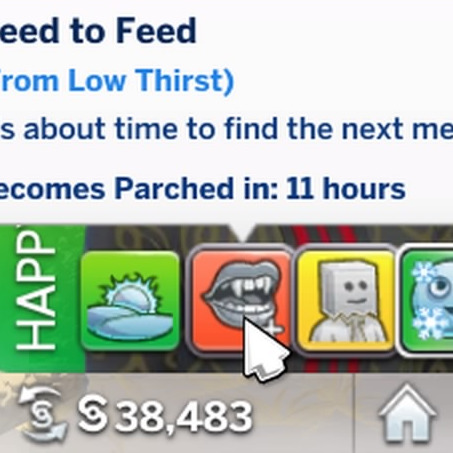 eed to Feed
rom Low Thirst)
s about time to find the next me
ecomes Parched in: 11 hours
HAPP
38,483